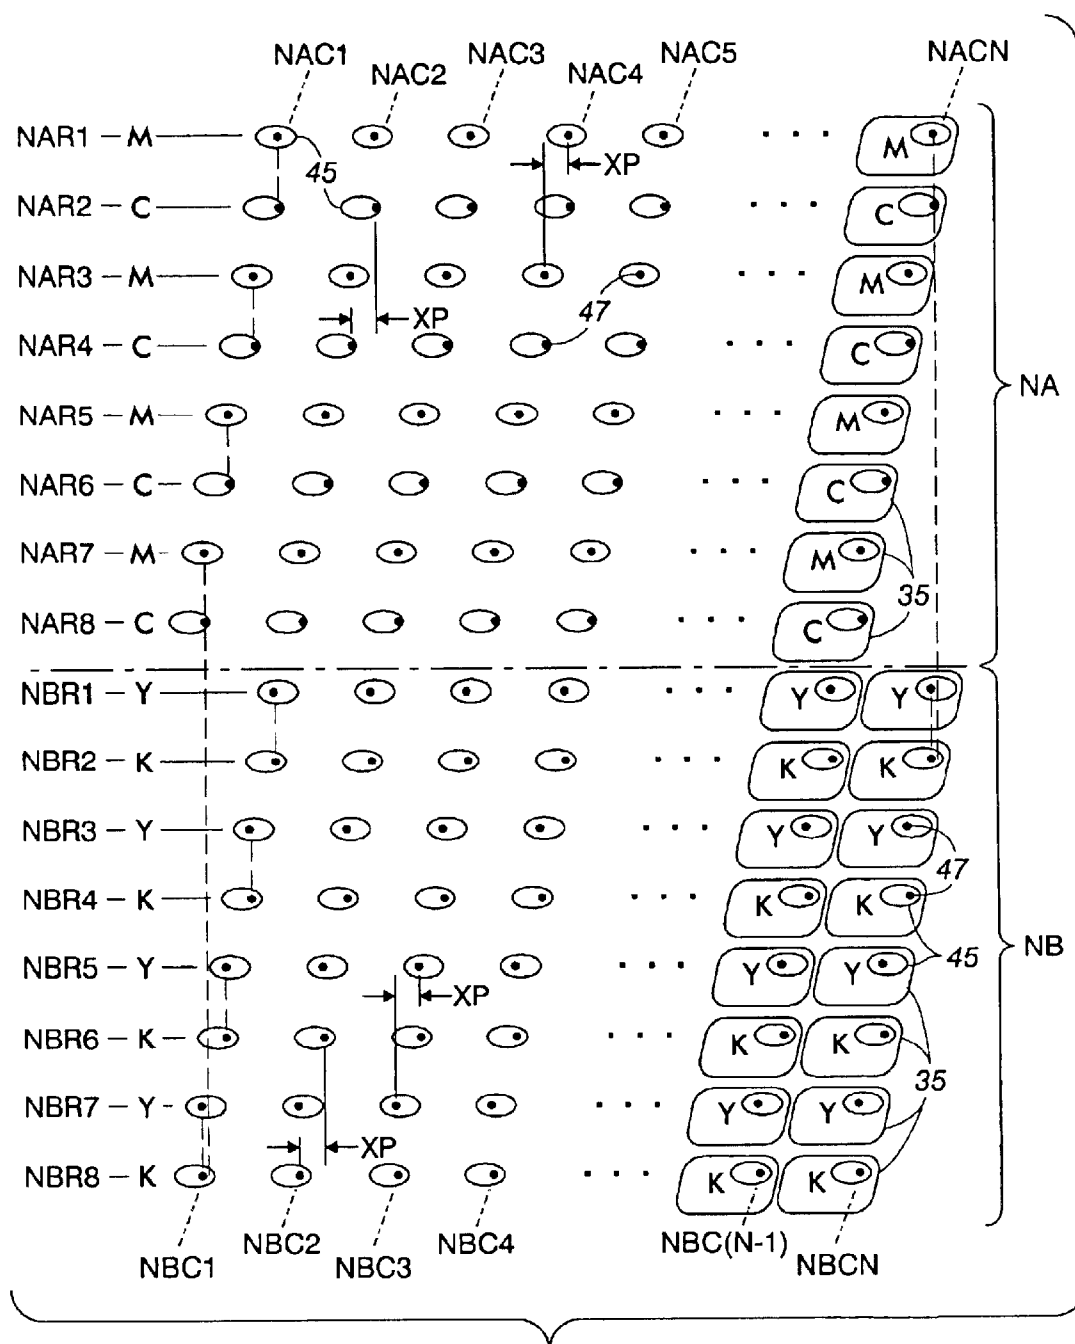 NAC1 NAC2 NAC3 NAC4 NAC5 NACN
NAR1 – M . . . M
45 XP
NAR2 – C . . . C
NAR3 – M . . . M
XP 47
NAR4 – C . . . C
NA
NAR5 – M . . . M
NAR6 – C . . . C
NAR7 – M . . . M
35
NAR8 – C . . . C
NBR1 – Y . . . Y Y
NBR2 – K . . . K K
NBR3 – Y . . . Y Y
47
NBR4 – K . . . K K
45
NB
NBR5 – Y . . . Y Y
XP
NBR6 – K . . . K K
35
NBR7 – Y . . . Y Y
XP
NBR8 – K . . . K K
NBC1 NBC2 NBC3 NBC4 NBC(N-1) NBCN